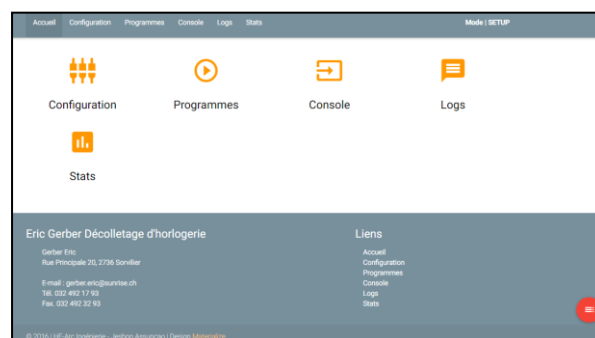 Accueil Configuration Programmes Console Logs Stats Mode | SETUP
Configuration Programmes Console Logs
Stats
Eric Gerber Décolletage d'horlogerie
Gerber Eric
Rue Principale 20, 2736 Sorvilier
E-mail : gerber.eric@sunrise.ch
Tél. 032 492 17 93
Fax. 032 492 32 93
Liens
Accueil
Configuration
Programmes
Console
Logs
Stats
© 2016 | HE-Arc Ingénierie - Jesbon Assuncao | Design Materialize